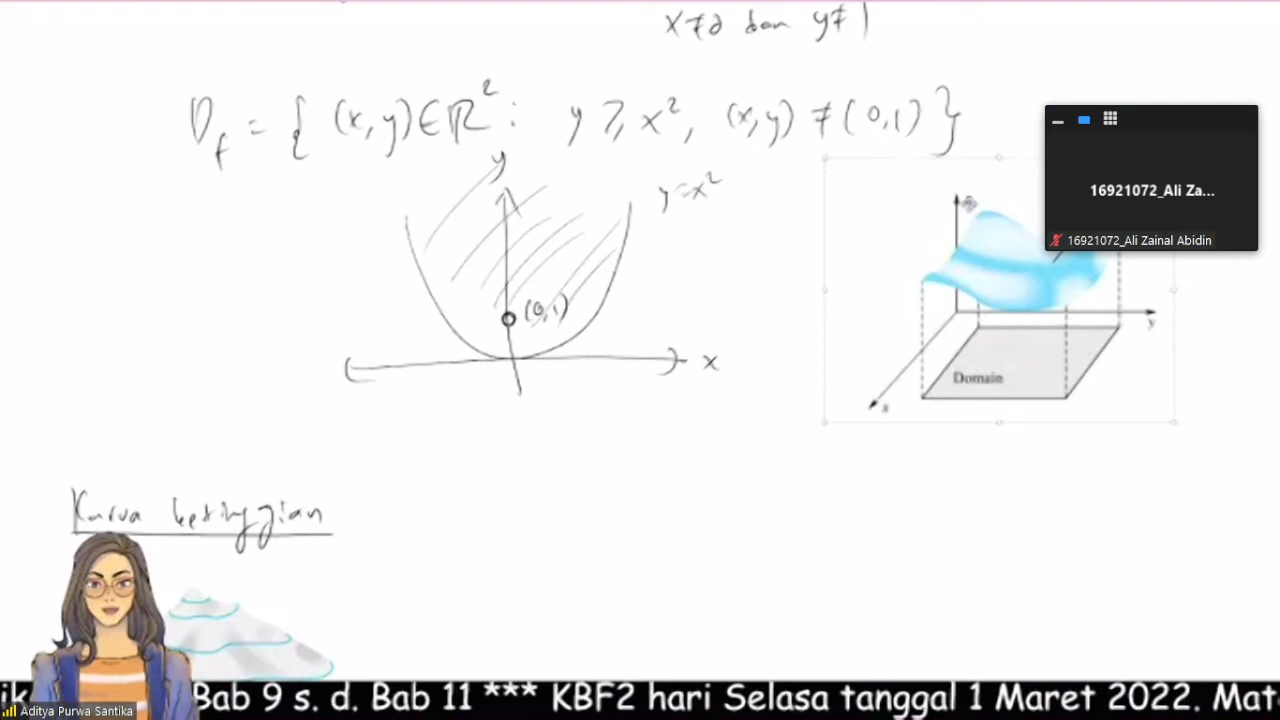 x≠0 dan y≠1
D_f = { (x,y)∈ℝ²: y ⩾ x², (x,y) ≠ (0,1) }
y
y=x²
(0,1)
x
y
Domain
x
16921072_Ali Za...
16921072_Ali Zainal Abidin
Kurva ketinggian
Bab 9 s. d. Bab 11 *** KBF2 hari Selasa tanggal 1 Maret 2022. Mat
Aditya Purwa Santika